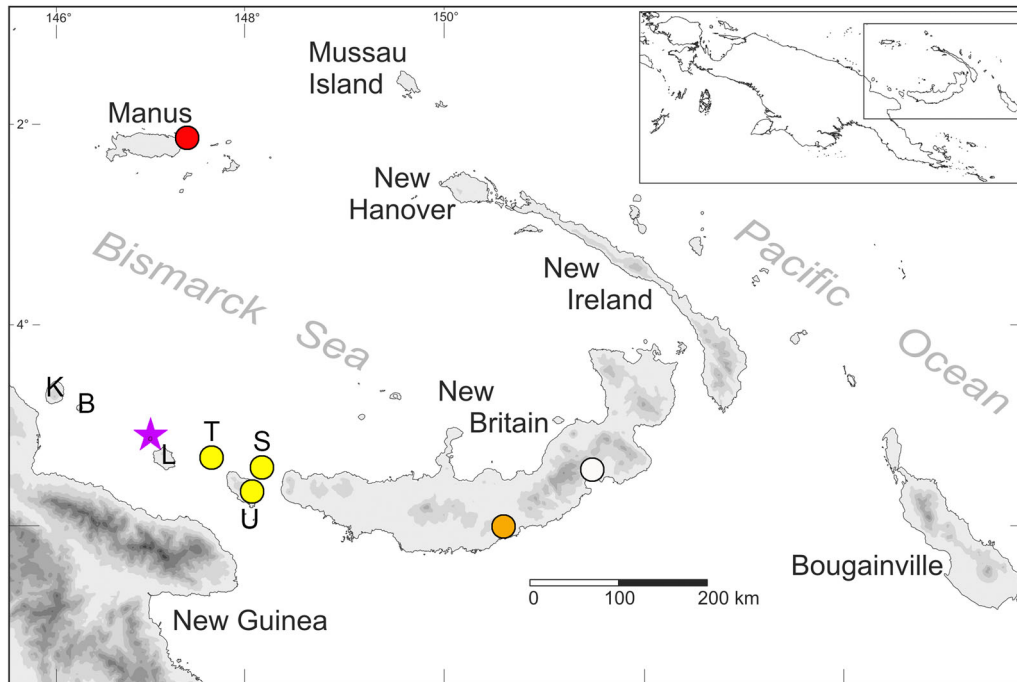 146°
148°
150°
Mussau
Island
Manus
2°
New
Hanover
Bismarck Sea
Pacific Ocean
New
Ireland
4°
K
B
New
Britain
T
S
L
U
Bougainville
0 100 200 km
New Guinea